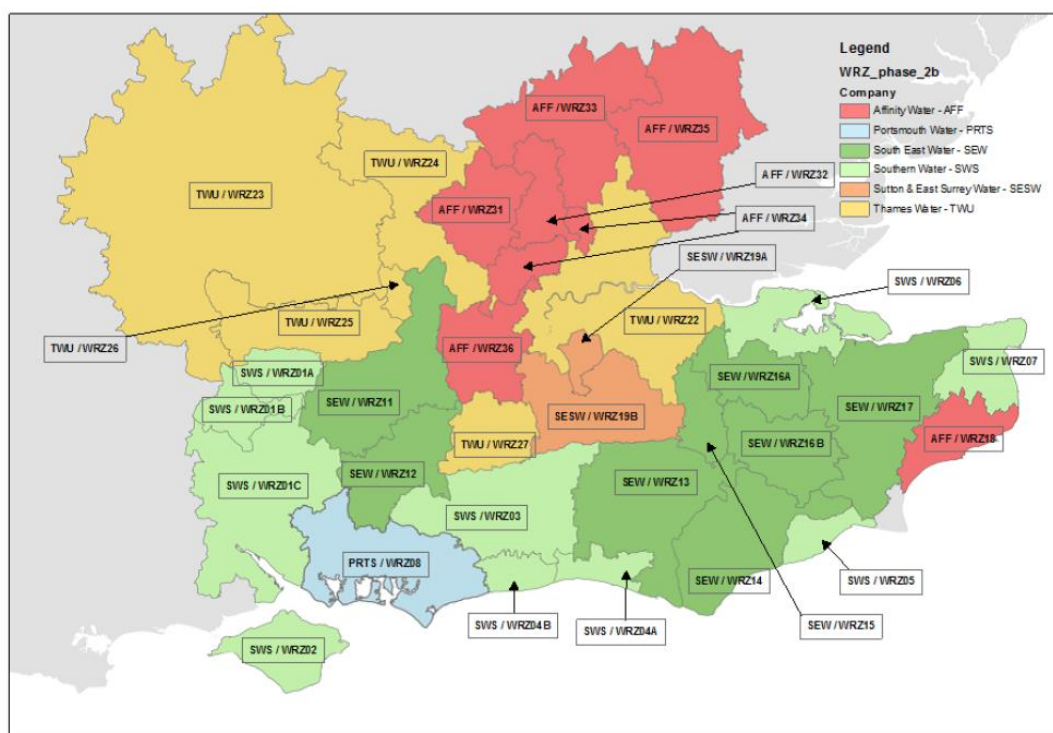 Legend
WRZ_phase_2b
Company
Affinity Water - AFF
Portsmouth Water - PRTS
South East Water - SEW
Southern Water - SWS
Sutton & East Surrey Water - SESW
Thames Water - TWU
AFF / WRZ33
AFF / WRZ35
TWU / WRZ24
AFF / WRZ32
TWU / WRZ23
AFF / WRZ31
AFF / WRZ34
SESW / WRZ19A
SWS / WRZ06
TWU / WRZ25
TWU / WRZ22
TWU / WRZ26
AFF / WRZ36
SWS / WRZ07
SWS / WRZ01A
SEW / WRZ16A
SEW / WRZ11
SEW / WRZ17
SWS / WRZ01B
SESW / WRZ19B
TWU / WRZ27
SEW / WRZ16B
AFF / WRZ18
SEW / WRZ12
SEW / WRZ13
SWS / WRZ01C
SWS / WRZ03
PRTS / WRZ08
SEW / WRZ14
SWS / WRZ05
SWS / WRZ04B
SWS / WRZ04A
SEW / WRZ15
SWS / WRZ02